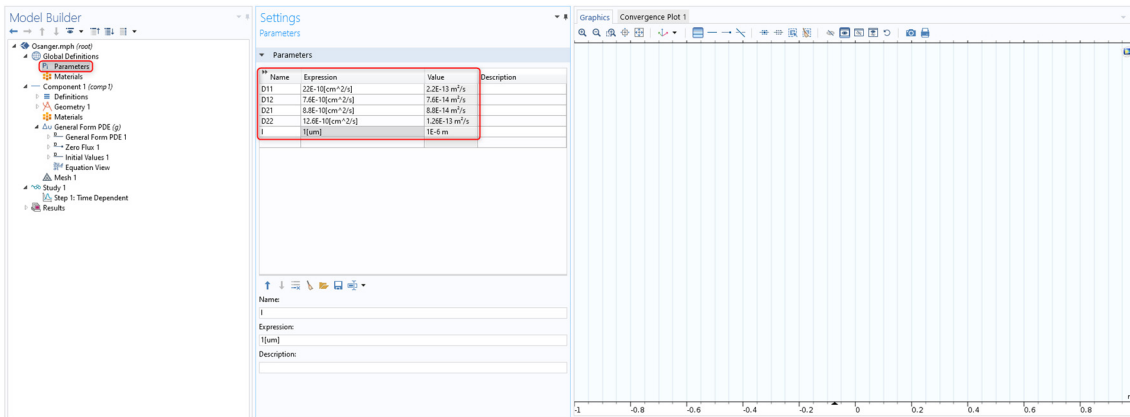 Model Builder
Osanger.mph (root)
Global Definitions
Pi Parameters
Materials
Component 1 (comp1)
Definitions
Geometry 1
Materials
Δu General Form PDE (g)
General Form PDE 1
Zero Flux 1
Initial Values 1
Equation View
Mesh 1
Study 1
Step 1: Time Dependent
Results
Settings
Parameters
Parameters
Name Expression Value Description
D11 22E-10[cm^2/s] 2.2E-13 m²/s
D12 7.6E-10[cm^2/s] 7.6E-14 m²/s
D21 8.8E-10[cm^2/s] 8.8E-14 m²/s
D22 12.6E-10[cm^2/s] 1.26E-13 m²/s
l 1[um] 1E-6 m
Name:
l
Expression:
1[um]
Description:
Graphics Convergence Plot 1
-1 -0.8 -0.6 -0.4 -0.2 0 0.2 0.4 0.6 0.8